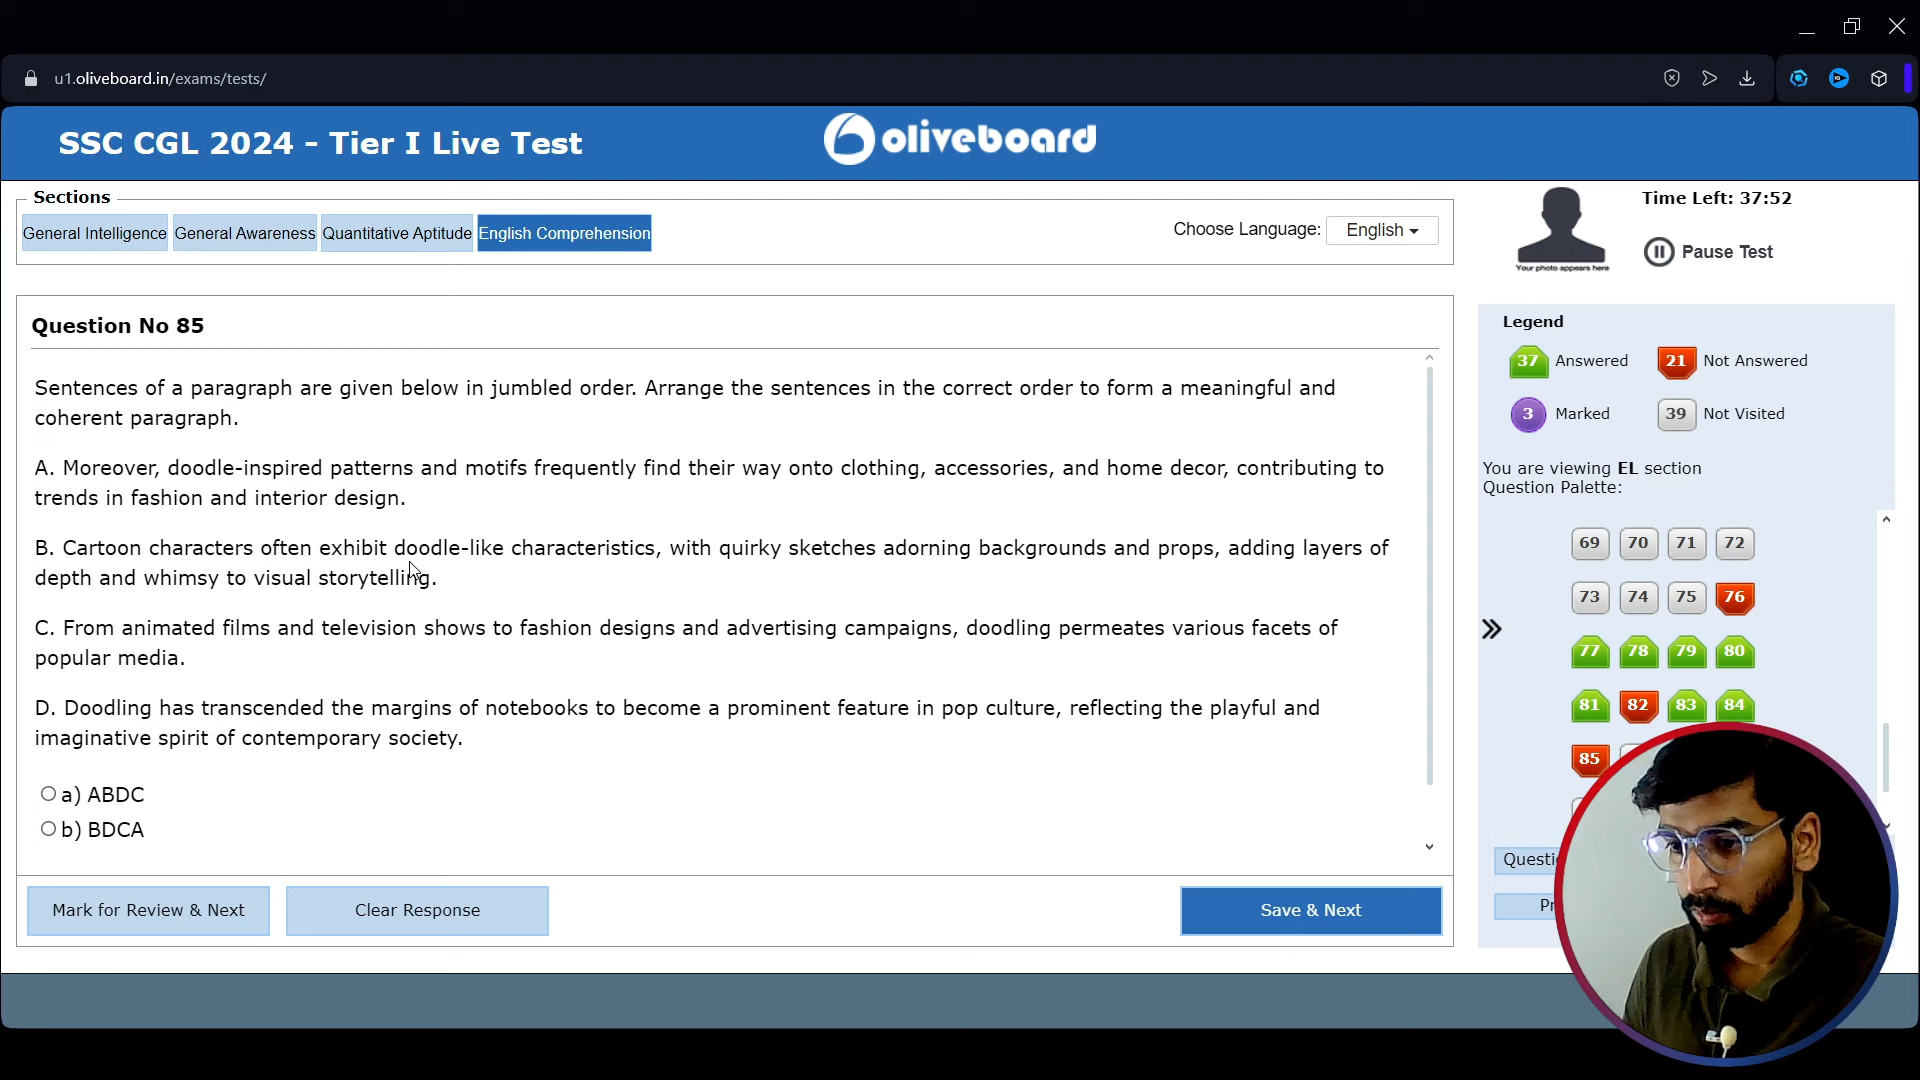 u1.oliveboard.in/exams/tests/
SSC CGL 2024 - Tier I Live Test
oliveboard
Sections
General Intelligence
General Awareness
Quantitative Aptitude
English Comprehension
Choose Language:
English
Your photo appears here
Time Left: 37:52
Pause Test
Question No 85
Sentences of a paragraph are given below in jumbled order. Arrange the sentences in the correct order to form a meaningful and
coherent paragraph.
A. Moreover, doodle-inspired patterns and motifs frequently find their way onto clothing, accessories, and home decor, contributing to
trends in fashion and interior design.
B. Cartoon characters often exhibit doodle-like characteristics, with quirky sketches adorning backgrounds and props, adding layers of
depth and whimsy to visual storytelling.
C. From animated films and television shows to fashion designs and advertising campaigns, doodling permeates various facets of
popular media.
D. Doodling has transcended the margins of notebooks to become a prominent feature in pop culture, reflecting the playful and
imaginative spirit of contemporary society.
a) ABDC
b) BDCA
Mark for Review & Next
Clear Response
Save & Next
Legend
37 Answered
21 Not Answered
3 Marked
39 Not Visited
You are viewing EL section
Question Palette:
69 70 71 72
73 74 75 76
77 78 79 80
81 82 83 84
85